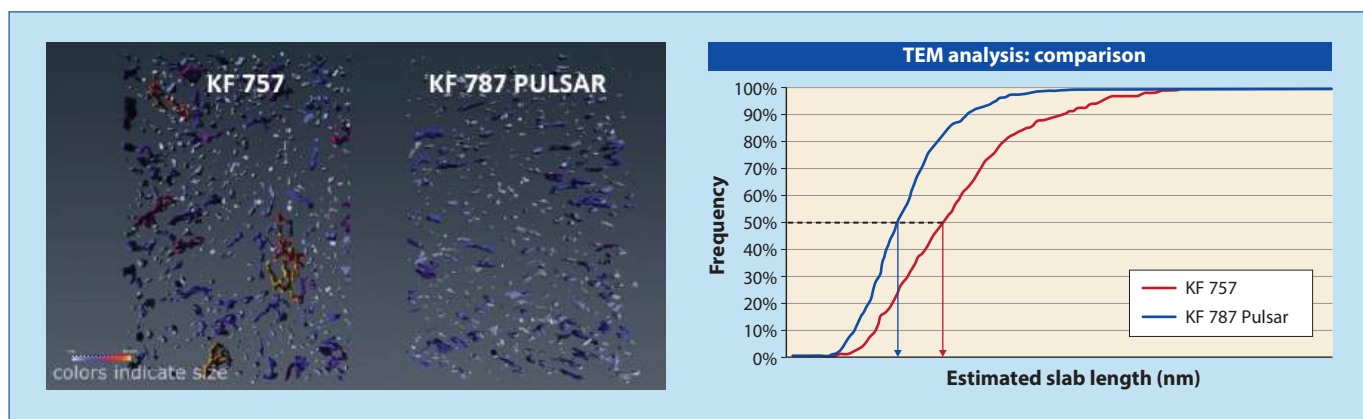 KF 757
KF 787 PULSAR
colors indicate size
TEM analysis: comparison
Frequency
100%
90%
80%
70%
60%
50%
40%
30%
20%
10%
0%
KF 757
KF 787 Pulsar
Estimated slab length (nm)